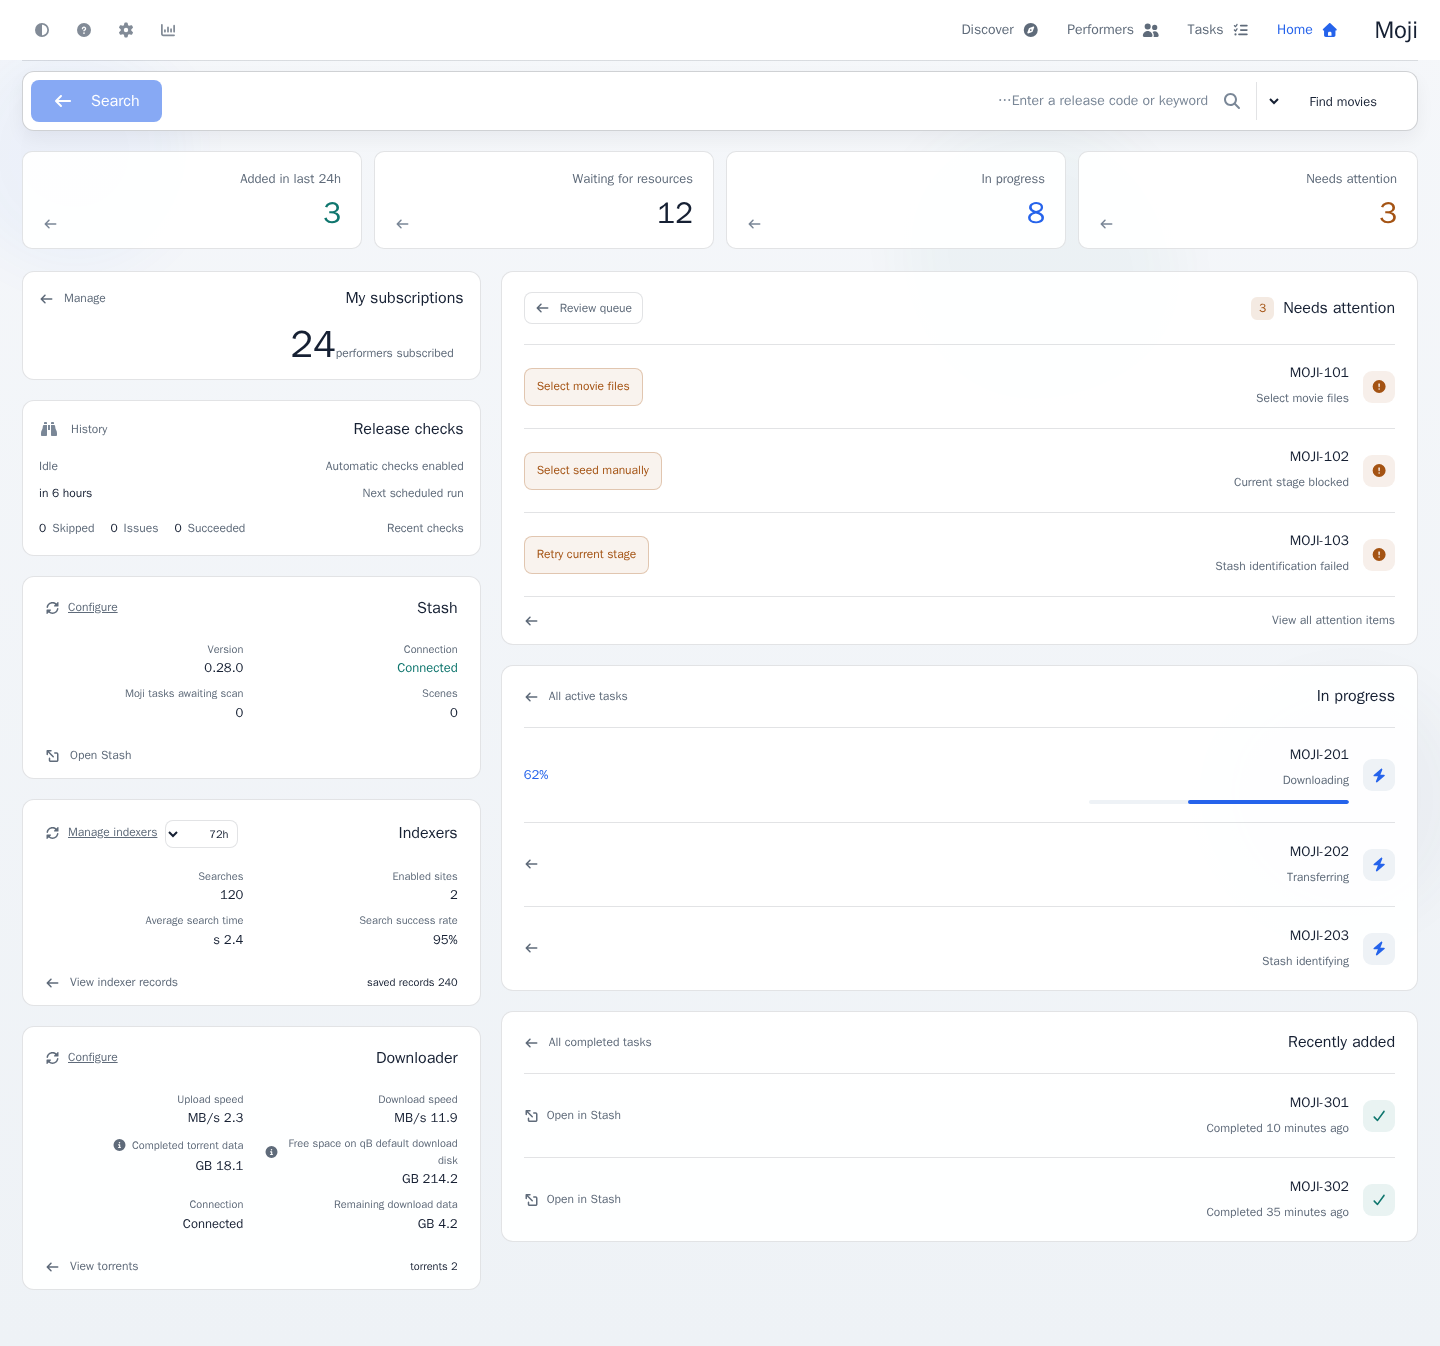 Moji
Home
Tasks
Performers
Discover
Find movies
…Enter a release code or keyword
Search
Needs attention
3
In progress
8
Waiting for resources
12
Added in last 24h
3
Needs attention 3
Review queue
MOJI-101
Select movie files
Select movie files
MOJI-102
Current stage blocked
Select seed manually
MOJI-103
Stash identification failed
Retry current stage
View all attention items
In progress
All active tasks
MOJI-201
Downloading
62%
MOJI-202
Transferring
MOJI-203
Stash identifying
Recently added
All completed tasks
MOJI-301
Completed 10 minutes ago
Open in Stash
MOJI-302
Completed 35 minutes ago
Open in Stash
My subscriptions
Manage
24 performers subscribed
Release checks
History
Automatic checks enabled
Idle
Next scheduled run
in 6 hours
Recent checks
0 Succeeded
0 Issues
0 Skipped
Stash
Configure
Connection
Connected
Version
0.28.0
Scenes
0
Moji tasks awaiting scan
0
Open Stash
Indexers
72h
Manage indexers
Enabled sites
2
Searches
120
Search success rate
95%
Average search time
s 2.4
saved records 240
View indexer records
Downloader
Configure
Download speed
MB/s 11.9
Upload speed
MB/s 2.3
Free space on qB default download
disk
GB 214.2
Completed torrent data
GB 18.1
Remaining download data
GB 4.2
Connection
Connected
torrents 2
View torrents